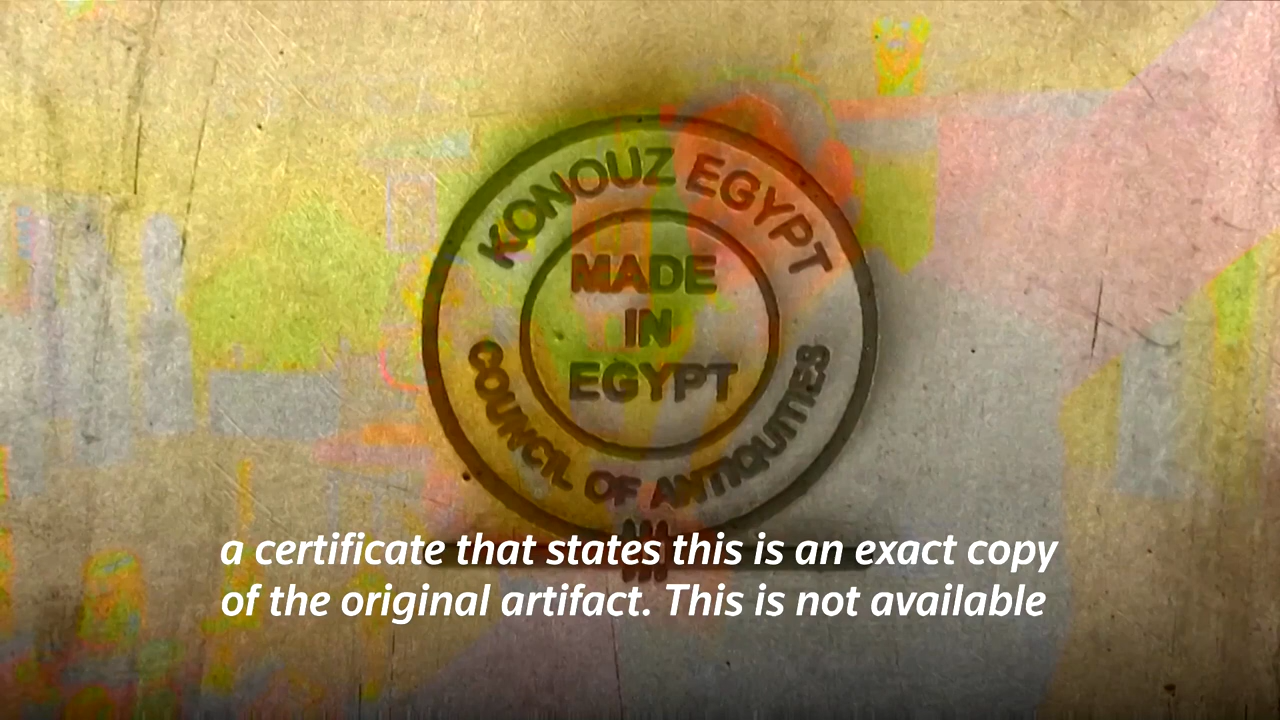 KONOUZ EGYPT
MADE
IN
EGYPT
COUNCIL OF ANTIQUITIES
a certificate that states this is an exact copy
of the original artifact. This is not available